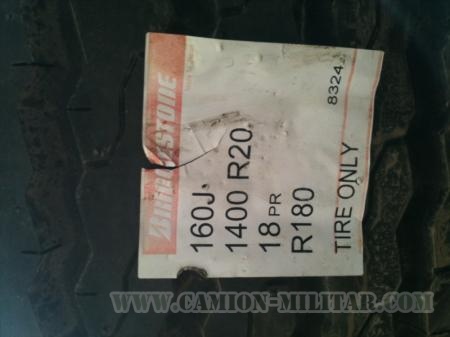 BRIDGESTONE
160J
1400 R20
18 PR
R180
TIRE ONLY
8324
WWW.CAMION-MILITAR.COM